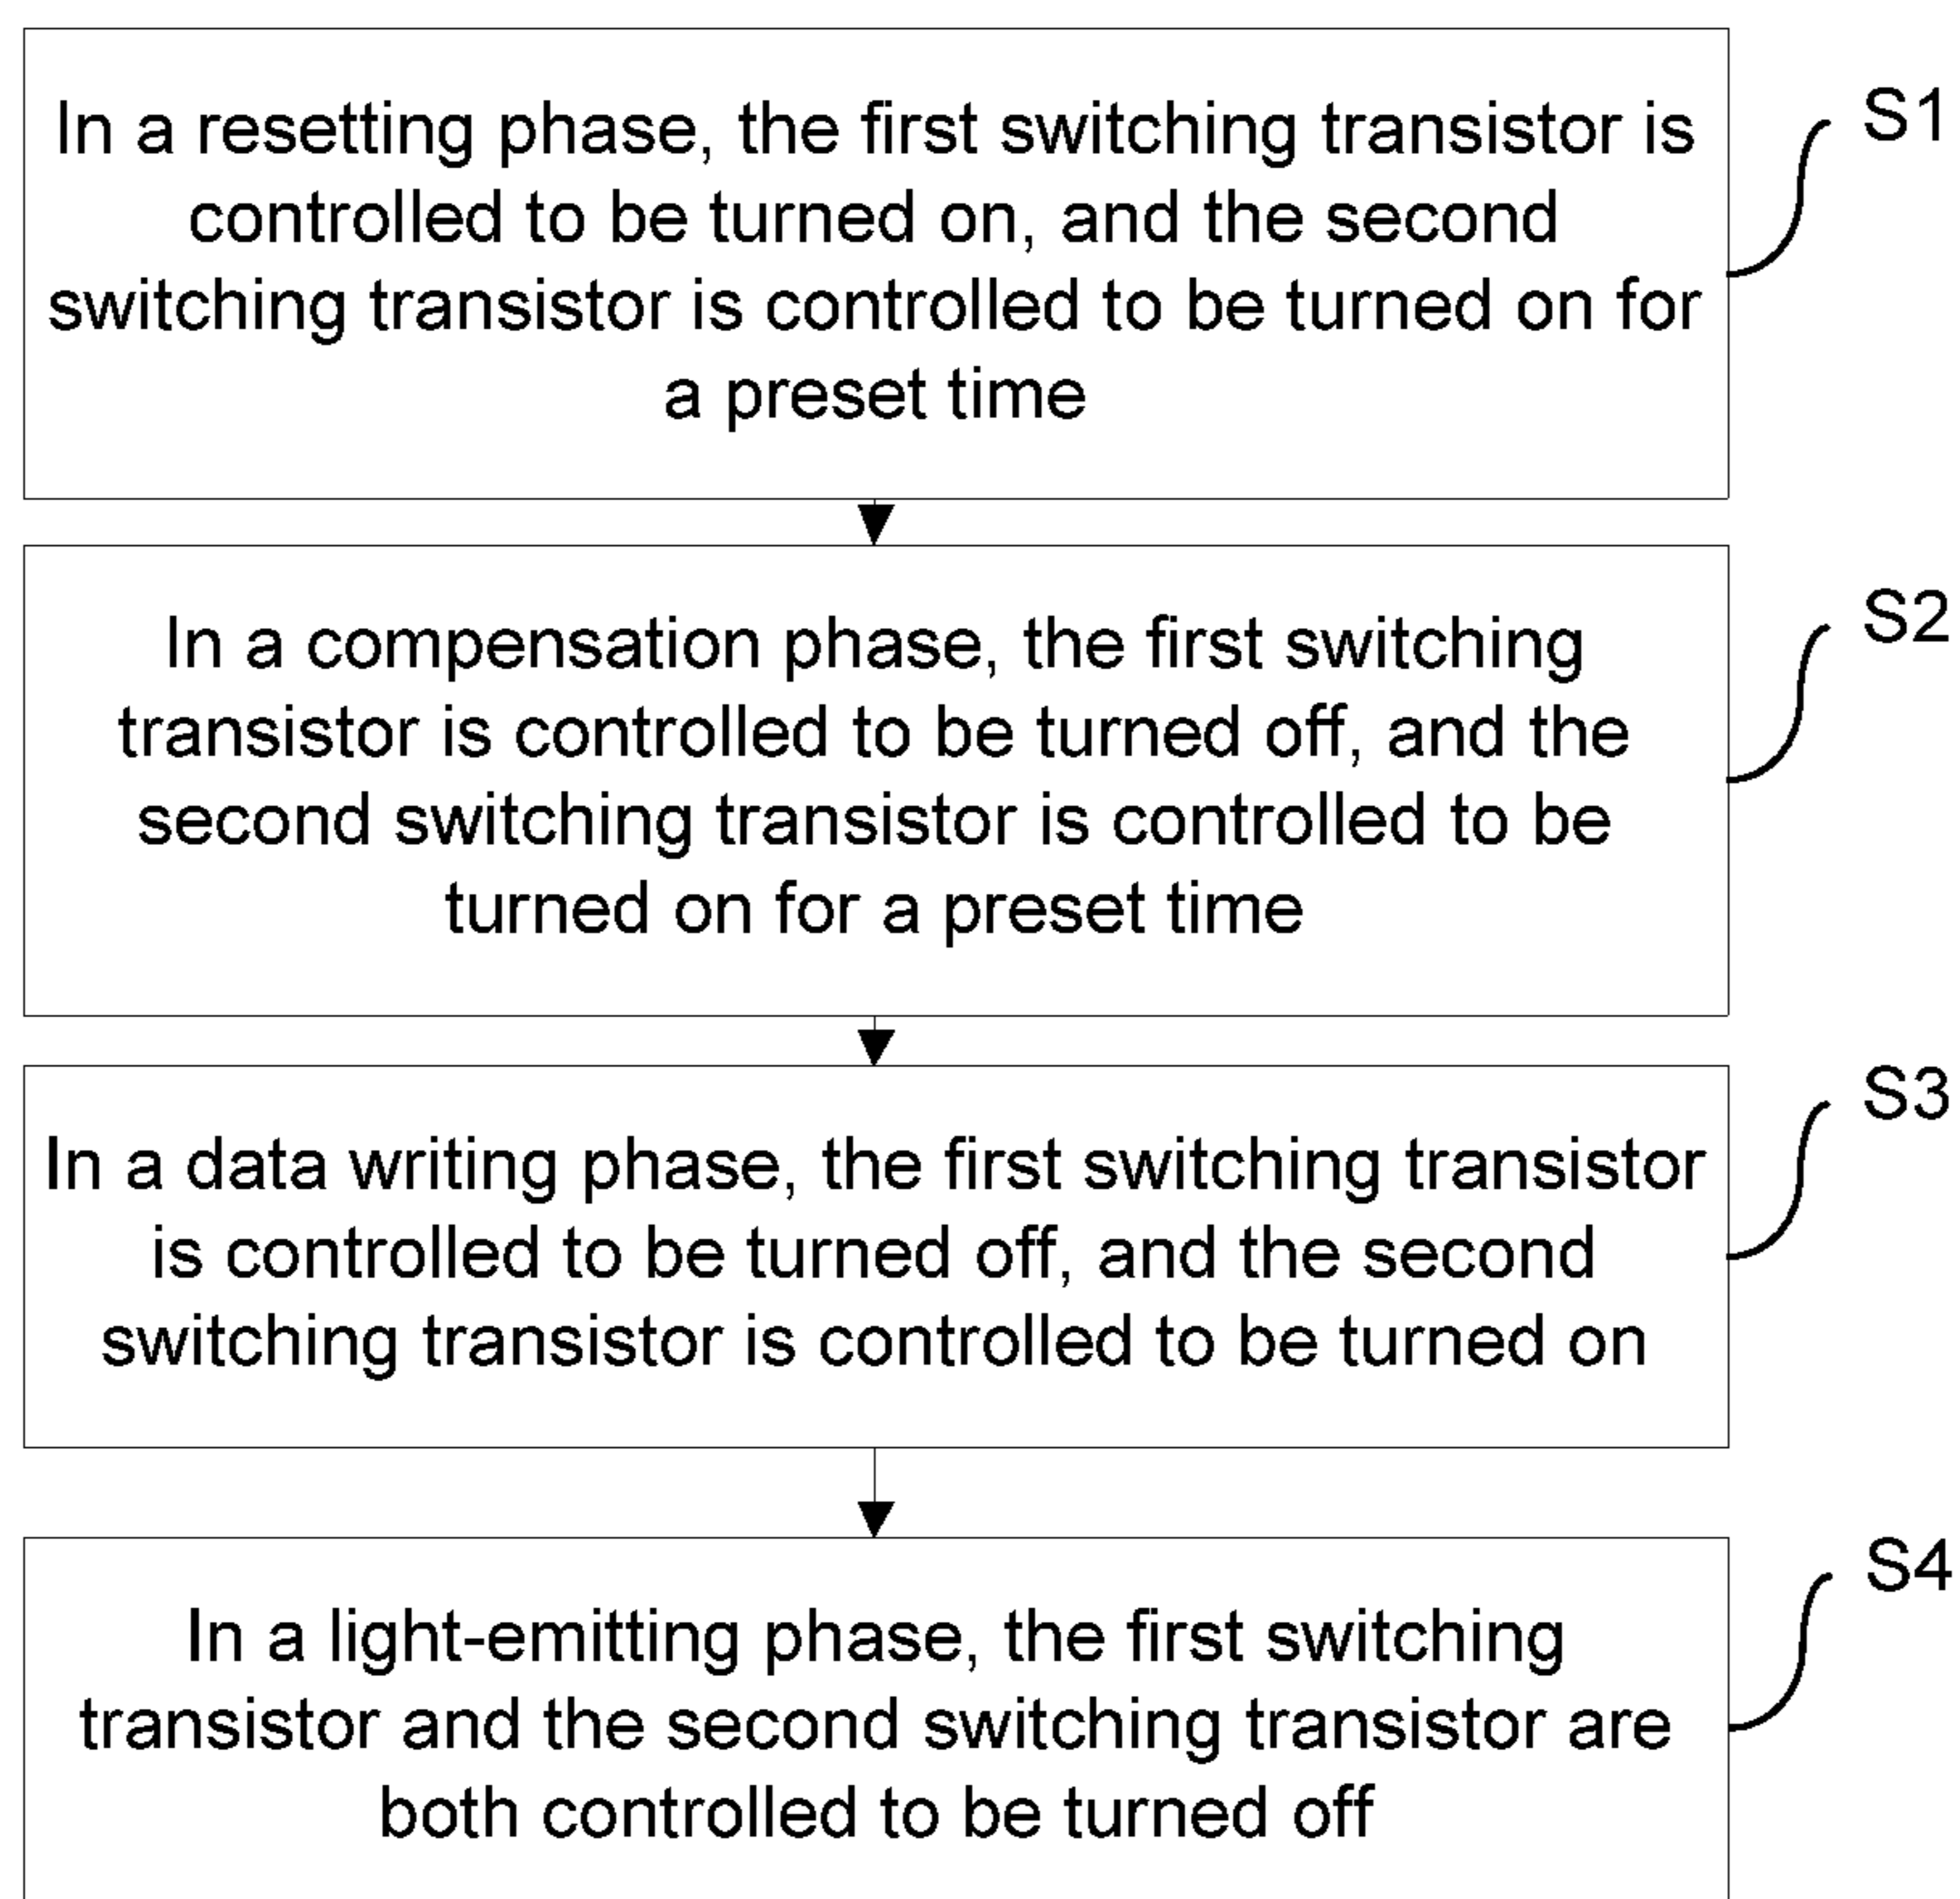 In a resetting phase, the first switching transistor is
controlled to be turned on, and the second
switching transistor is controlled to be turned on for
a preset time
S1
In a compensation phase, the first switching
transistor is controlled to be turned off, and the
second switching transistor is controlled to be
turned on for a preset time
S2
In a data writing phase, the first switching transistor
is controlled to be turned off, and the second
switching transistor is controlled to be turned on
S3
In a light-emitting phase, the first switching
transistor and the second switching transistor are
both controlled to be turned off
S4